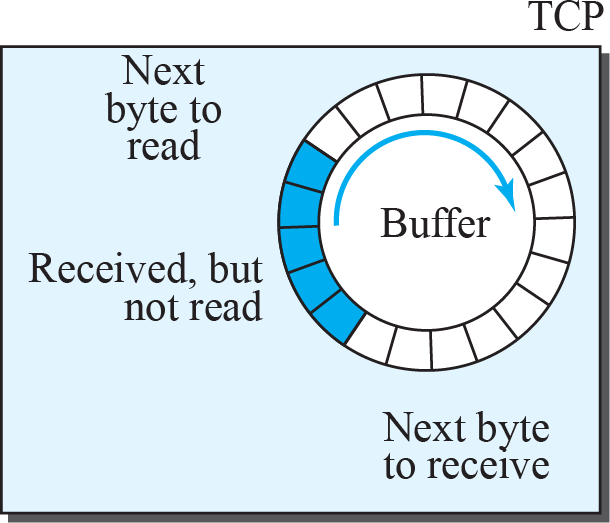 TCP
Next
byte to
read
Buffer
Received, but
not read
Next byte
to receive